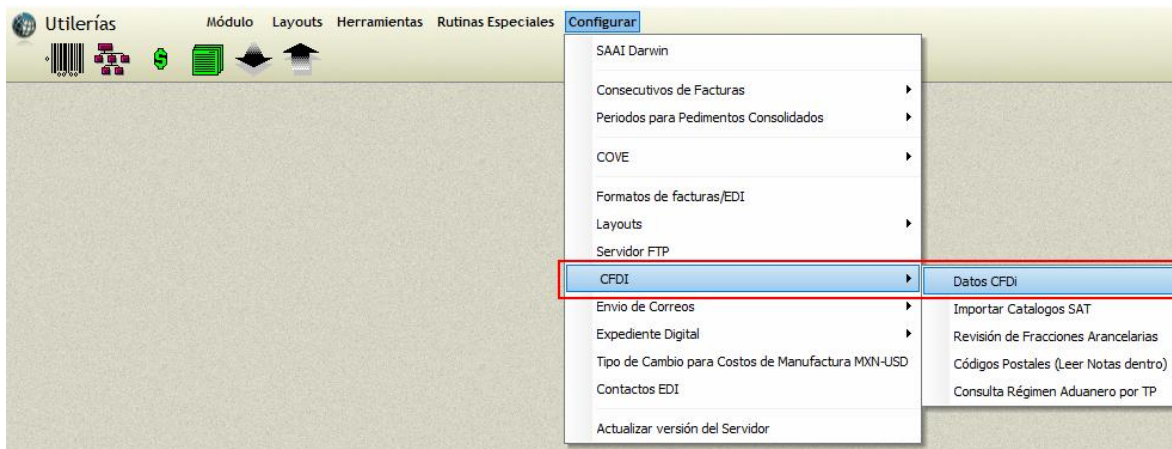 Utilerías Módulo Layouts Herramientas Rutinas Especiales Configurar
$
SAAI Darwin
Consecutivos de Facturas
Periodos para Pedimentos Consolidados
COVE
Formatos de facturas/EDI
Layouts
Servidor FTP
CFDI
Envio de Correos
Expediente Digital
Tipo de Cambio para Costos de Manufactura MXN-USD
Contactos EDI
Actualizar versión del Servidor
Datos CFDi
Importar Catalogos SAT
Revisión de Fracciones Arancelarias
Códigos Postales (Leer Notas dentro)
Consulta Régimen Aduanero por TP